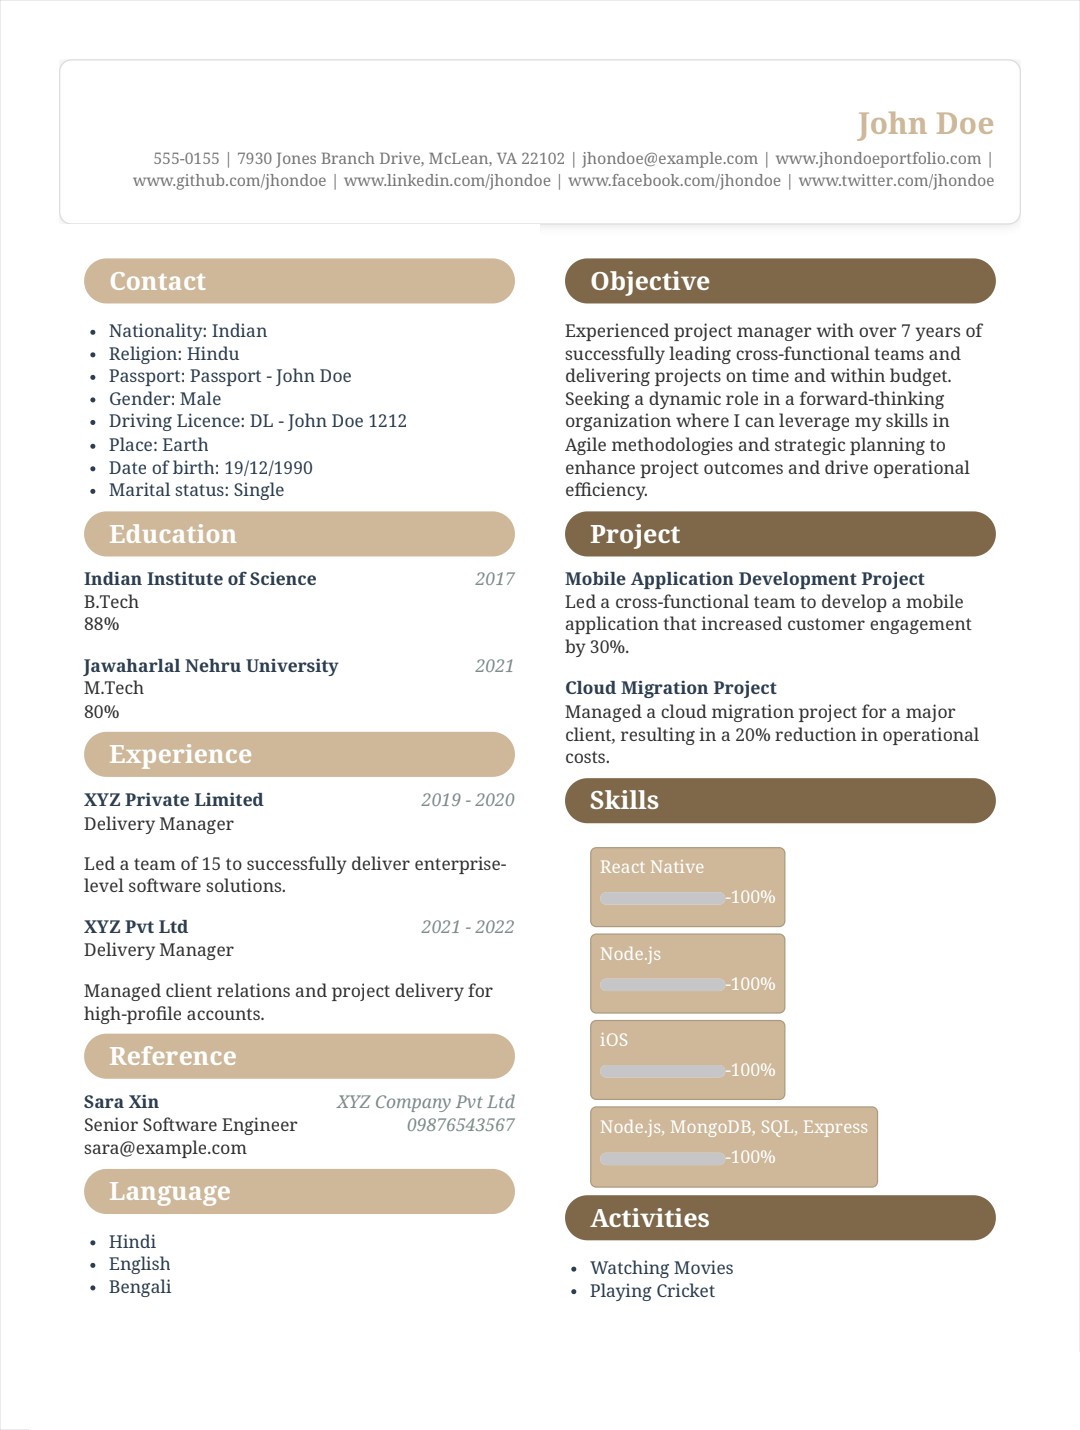 John Doe
555-0155 | 7930 Jones Branch Drive, McLean, VA 22102 | jhondoe@example.com | www.jhondoeportfolio.com |
www.github.com/jhondoe | www.linkedin.com/jhondoe | www.facebook.com/jhondoe | www.twitter.com/jhondoe
Contact
• Nationality: Indian
• Religion: Hindu
• Passport: Passport - John Doe
• Gender: Male
• Driving Licence: DL - John Doe 1212
• Place: Earth
• Date of birth: 19/12/1990
• Marital status: Single
Education
Indian Institute of Science 2017
B.Tech
88%
Jawaharlal Nehru University 2021
M.Tech
80%
Experience
XYZ Private Limited 2019 - 2020
Delivery Manager
Led a team of 15 to successfully deliver enterprise-
level software solutions.
XYZ Pvt Ltd 2021 - 2022
Delivery Manager
Managed client relations and project delivery for
high-profile accounts.
Reference
Sara Xin XYZ Company Pvt Ltd
Senior Software Engineer 09876543567
sara@example.com
Language
• Hindi
• English
• Bengali
Objective
Experienced project manager with over 7 years of
successfully leading cross-functional teams and
delivering projects on time and within budget.
Seeking a dynamic role in a forward-thinking
organization where I can leverage my skills in
Agile methodologies and strategic planning to
enhance project outcomes and drive operational
efficiency.
Project
Mobile Application Development Project
Led a cross-functional team to develop a mobile
application that increased customer engagement
by 30%.
Cloud Migration Project
Managed a cloud migration project for a major
client, resulting in a 20% reduction in operational
costs.
Skills
React Native
-100%
Node.js
-100%
iOS
-100%
Node.js, MongoDB, SQL, Express
-100%
Activities
• Watching Movies
• Playing Cricket